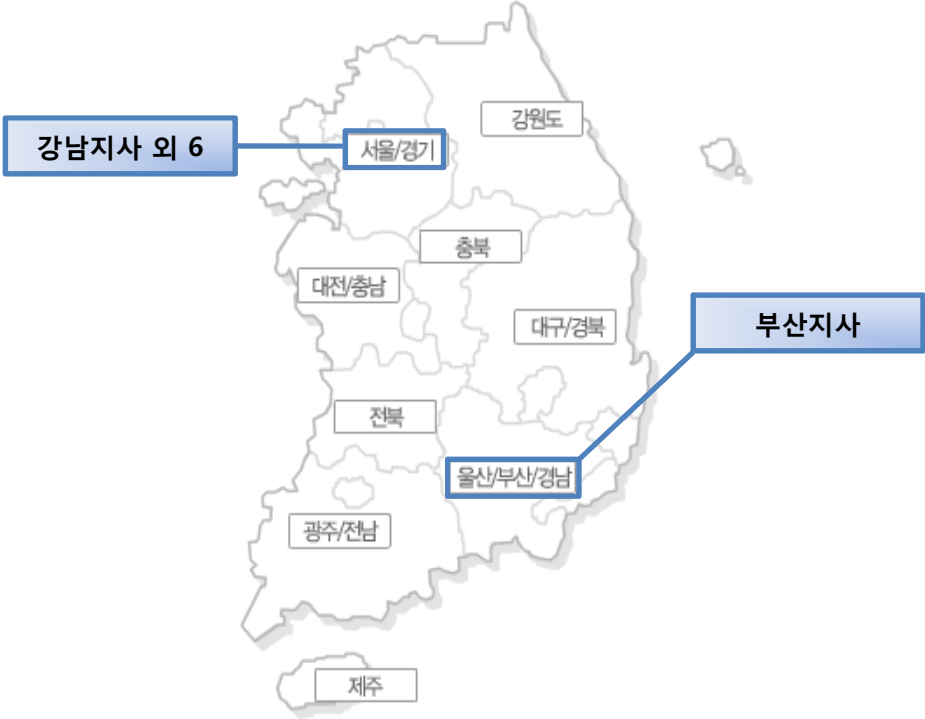 강원도
강남지사 외 6
서울/경기
충북
대전/충남
대구/경북
부산지사
전북
울산/부산/경남
광주/전남
제주